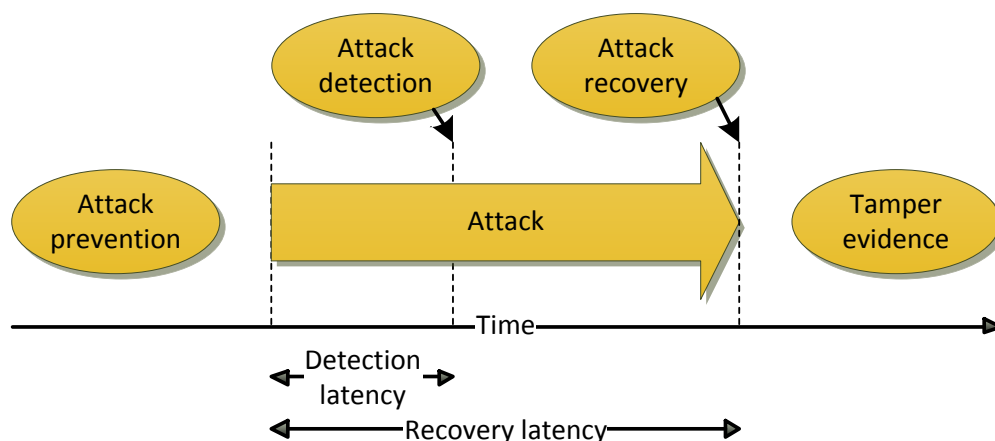 Attack
detection
Attack
recovery
Attack
prevention
Attack
Tamper
evidence
Time
Detection
latency
Recovery latency